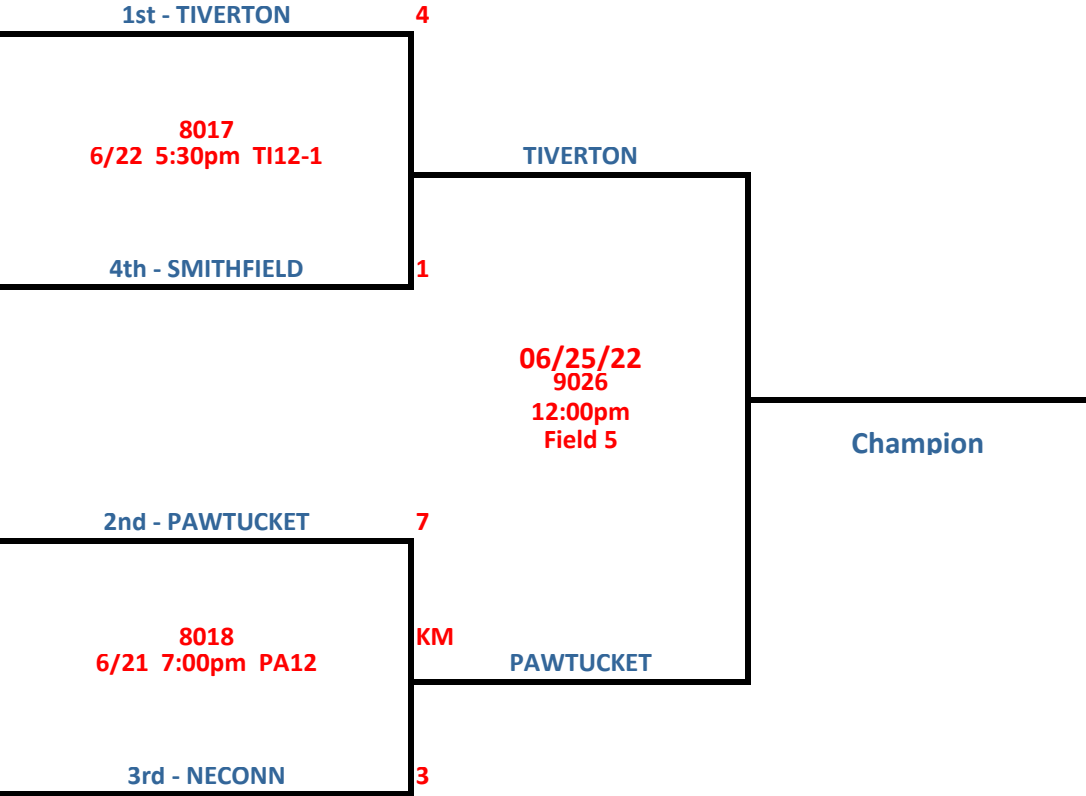 1st - TIVERTON
4
8017
6/22 5:30pm TI12-1
TIVERTON
4th - SMITHFIELD
1
06/25/22
9026
12:00pm
Field 5
Champion
2nd - PAWTUCKET
7
8018
KM
6/21 7:00pm PA12
PAWTUCKET
3rd - NECONN
3